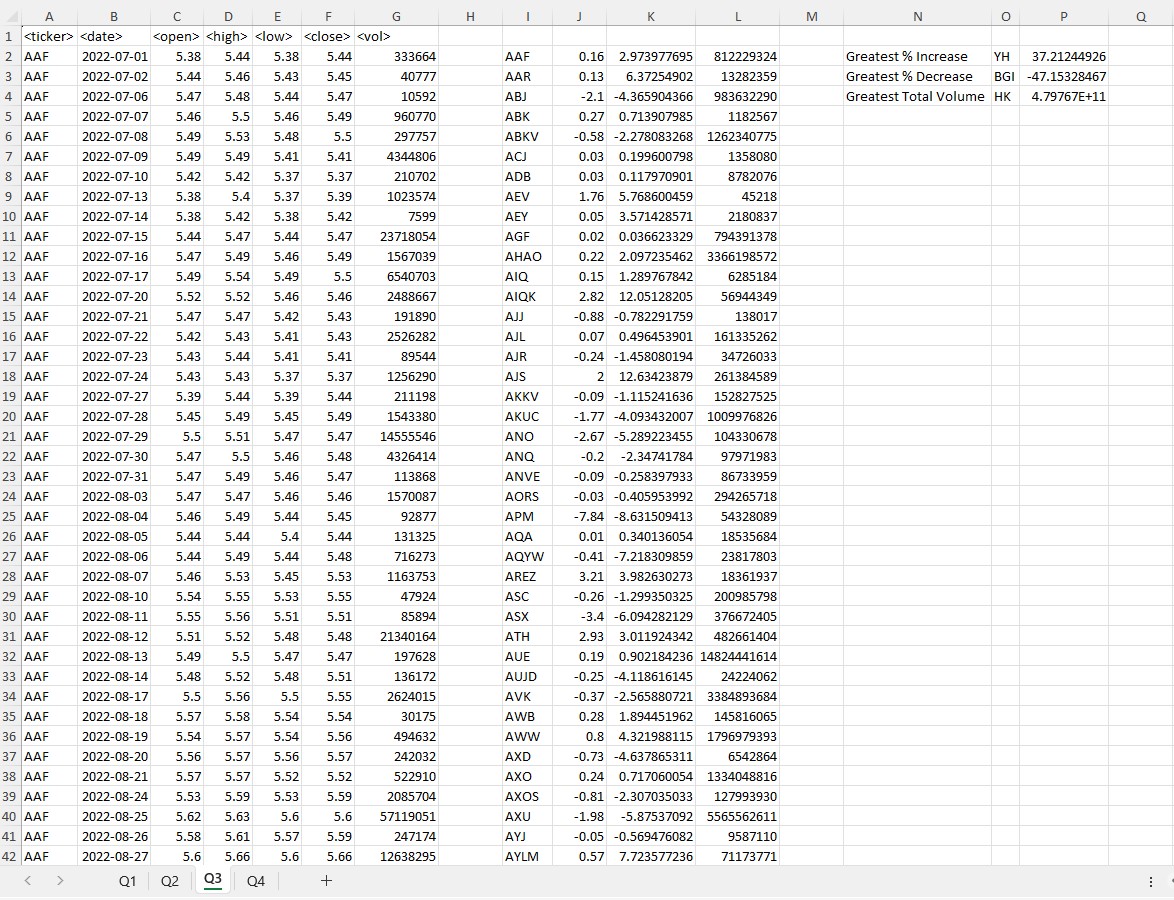 A B C D E F G H I J K L M N O P Q
1 <ticker> <date> <open> <high> <low> <close> <vol>
2 AAF 2022-07-01 5.38 5.44 5.38 5.44 333664 AAF 0.16 2.973977695 812229324 Greatest % Increase YH 37.21244926
3 AAF 2022-07-02 5.44 5.46 5.43 5.45 40777 AAR 0.13 6.37254902 13282359 Greatest % Decrease BGI -47.15328467
4 AAF 2022-07-06 5.47 5.48 5.44 5.47 10592 ABJ -2.1 -4.365904366 983632290 Greatest Total Volume HK 4.79767E+11
5 AAF 2022-07-07 5.46 5.5 5.46 5.49 960770 ABK 0.27 0.713907985 1182567
6 AAF 2022-07-08 5.49 5.53 5.48 5.5 297757 ABKV -0.58 -2.278083268 1262340775
7 AAF 2022-07-09 5.49 5.49 5.41 5.41 4344806 ACJ 0.03 0.199600798 1358080
8 AAF 2022-07-10 5.42 5.42 5.37 5.37 210702 ADB 0.03 0.117970901 8782076
9 AAF 2022-07-13 5.38 5.4 5.37 5.39 1023574 AEV 1.76 5.768600459 45218
10 AAF 2022-07-14 5.38 5.42 5.38 5.42 7599 AEY 0.05 3.571428571 2180837
11 AAF 2022-07-15 5.44 5.47 5.44 5.47 23718054 AGF 0.02 0.036623329 794391378
12 AAF 2022-07-16 5.47 5.49 5.46 5.49 1567039 AHAO 0.22 2.097235462 3366198572
13 AAF 2022-07-17 5.49 5.54 5.49 5.5 6540703 AIQ 0.15 1.289767842 6285184
14 AAF 2022-07-20 5.52 5.52 5.46 5.46 2488667 AIQK 2.82 12.05128205 56944349
15 AAF 2022-07-21 5.47 5.47 5.42 5.43 191890 AJJ -0.88 -0.782291759 138017
16 AAF 2022-07-22 5.42 5.43 5.41 5.43 2526282 AJL 0.07 0.496453901 161335262
17 AAF 2022-07-23 5.43 5.44 5.41 5.41 89544 AJR -0.24 -1.458080194 34726033
18 AAF 2022-07-24 5.43 5.43 5.37 5.37 1256290 AJS 2 12.63423879 261384589
19 AAF 2022-07-27 5.39 5.44 5.39 5.44 211198 AKKV -0.09 -1.115241636 152827525
20 AAF 2022-07-28 5.45 5.49 5.45 5.49 1543380 AKUC -1.77 -4.093432007 1009976826
21 AAF 2022-07-29 5.5 5.51 5.47 5.47 14555546 ANO -2.67 -5.289223455 104330678
22 AAF 2022-07-30 5.47 5.5 5.46 5.48 4326414 ANQ -0.2 -2.34741784 97971983
23 AAF 2022-07-31 5.47 5.49 5.46 5.47 113868 ANVE -0.09 -0.258397933 86733959
24 AAF 2022-08-03 5.47 5.47 5.46 5.46 1570087 AORS -0.03 -0.405953992 294265718
25 AAF 2022-08-04 5.46 5.49 5.44 5.45 92877 APM -7.84 -8.631509413 54328089
26 AAF 2022-08-05 5.44 5.44 5.4 5.44 131325 AQA 0.01 0.340136054 18535684
27 AAF 2022-08-06 5.44 5.49 5.44 5.48 716273 AQYW -0.41 -7.218309859 23817803
28 AAF 2022-08-07 5.46 5.53 5.45 5.53 1163753 AREZ 3.21 3.982630273 18361937
29 AAF 2022-08-10 5.54 5.55 5.53 5.55 47924 ASC -0.26 -1.299350325 200985798
30 AAF 2022-08-11 5.55 5.56 5.51 5.51 85894 ASX -3.4 -6.094282129 376672405
31 AAF 2022-08-12 5.51 5.52 5.48 5.48 21340164 ATH 2.93 3.011924342 482661404
32 AAF 2022-08-13 5.49 5.5 5.47 5.47 197628 AUE 0.19 0.902184236 14824441614
33 AAF 2022-08-14 5.48 5.52 5.48 5.51 136172 AUJD -0.25 -4.118616145 24224062
34 AAF 2022-08-17 5.5 5.56 5.5 5.55 2624015 AVK -0.37 -2.565880721 3384893684
35 AAF 2022-08-18 5.57 5.58 5.54 5.54 30175 AWB 0.28 1.894451962 145816065
36 AAF 2022-08-19 5.54 5.57 5.54 5.56 494632 AWW 0.8 4.321988115 1796979393
37 AAF 2022-08-20 5.56 5.57 5.56 5.57 242032 AXD -0.73 -4.637865311 6542864
38 AAF 2022-08-21 5.57 5.57 5.52 5.52 522910 AXO 0.24 0.717060054 1334048816
39 AAF 2022-08-24 5.53 5.59 5.53 5.59 2085704 AXOS -0.81 -2.307035033 127993930
40 AAF 2022-08-25 5.62 5.63 5.6 5.6 57119051 AXU -1.98 -5.87537092 5565562611
41 AAF 2022-08-26 5.58 5.61 5.57 5.59 247174 AYJ -0.05 -0.569476082 9587110
42 AAF 2022-08-27 5.6 5.66 5.6 5.66 12638295 AYLM 0.57 7.723577236 71173771
Q1 Q2 Q3 Q4